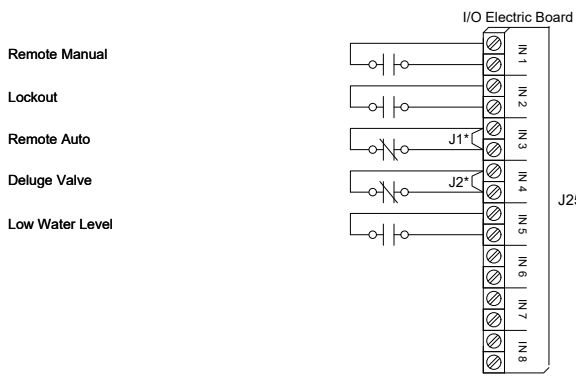 I/O Electric Board
Remote Manual
IN 1
Lockout
IN 2
Remote Auto
J1*
IN 3
Deluge Valve
J2*
IN 4
J25
Low Water Level
IN 5
IN 6
IN 7
IN 8